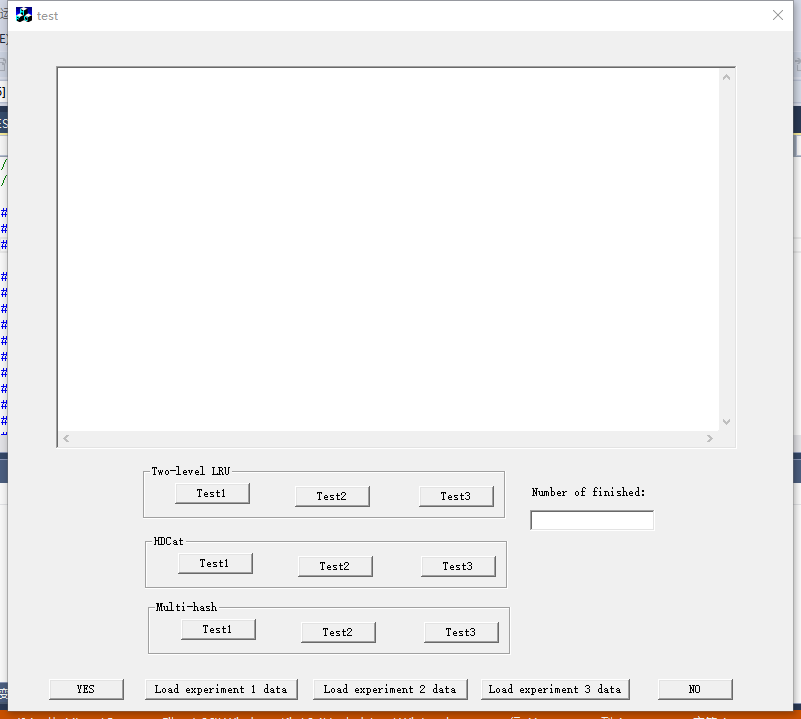 test
Two-level LRU
Test1
Test2
Test3
Number of finished:
HDCat
Test1
Test2
Test3
Multi-hash
Test1
Test2
Test3
YES
Load experiment 1 data
Load experiment 2 data
Load experiment 3 data
NO